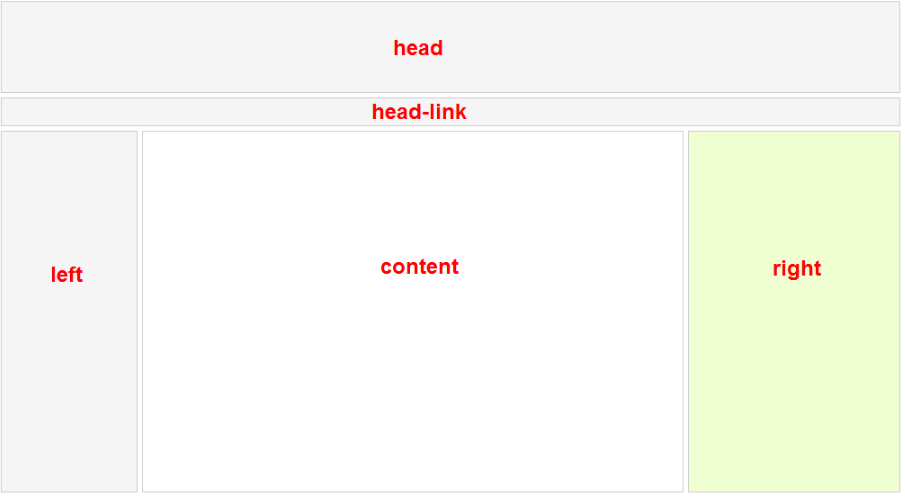 head
head-link
left
content
right